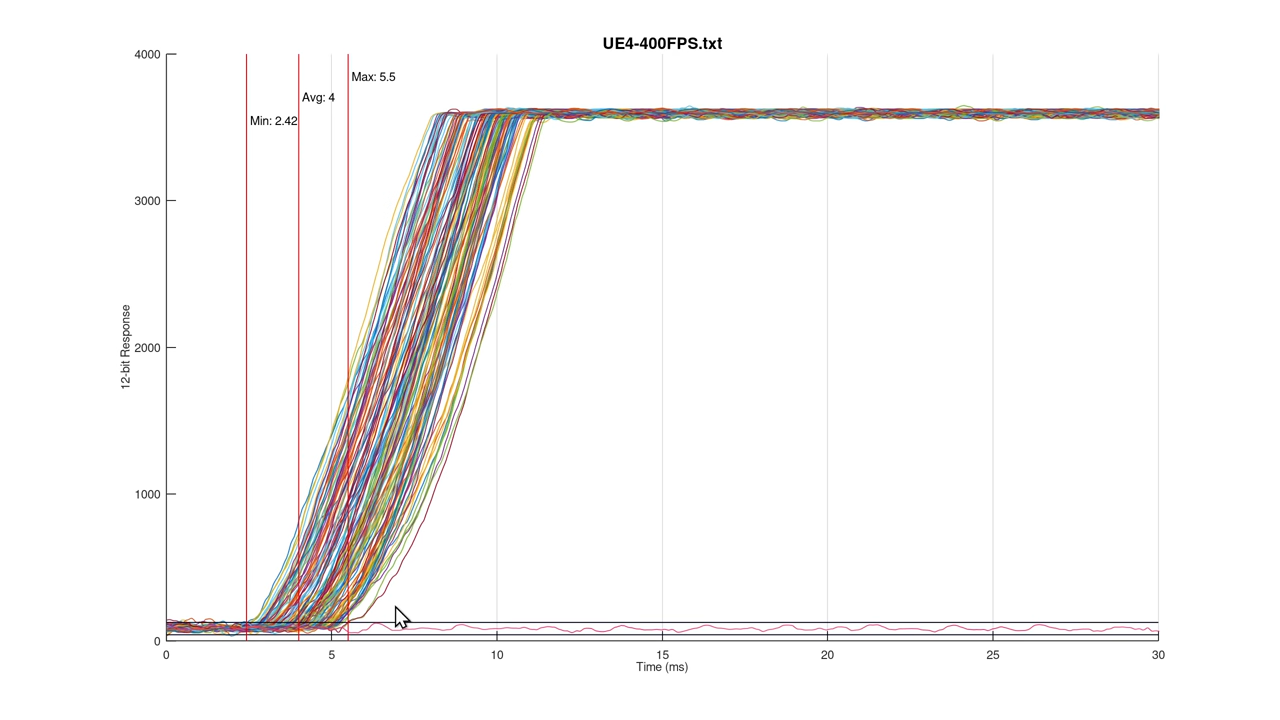 UE4-400FPS.txt
4000
Max: 5.5
Avg: 4
Min: 2.42
3000
12-bit Response
2000
1000
0
0 5 10 15 20 25 30
Time (ms)